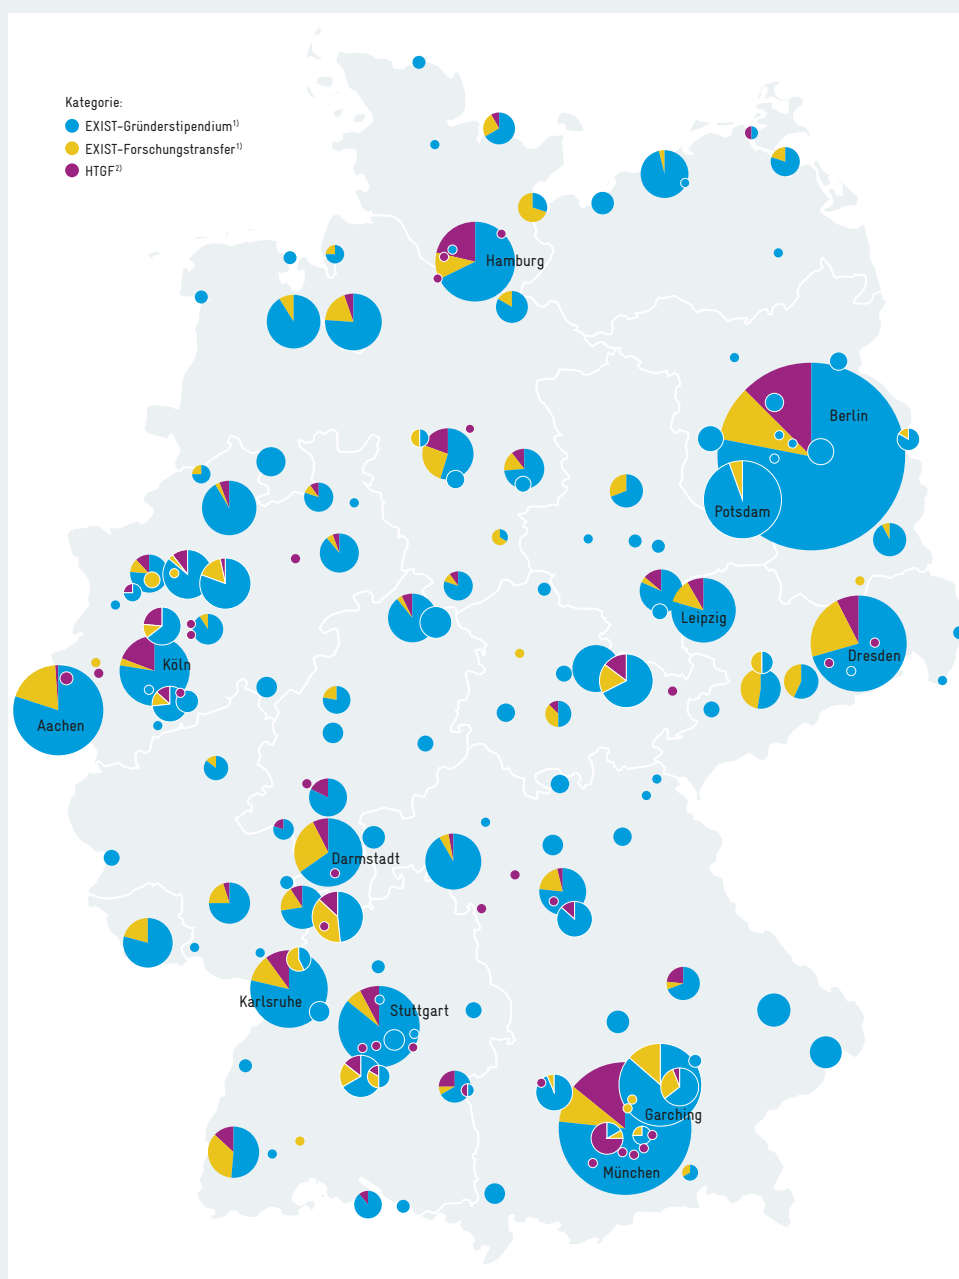 Kategorie:
EXIST-Gründerstipendium¹⁾
EXIST-Forschungstransfer¹⁾
HTGF²⁾
Hamburg
Berlin
Potsdam
Leipzig
Dresden
Köln
Aachen
Darmstadt
Karlsruhe
Stuttgart
Garching
München